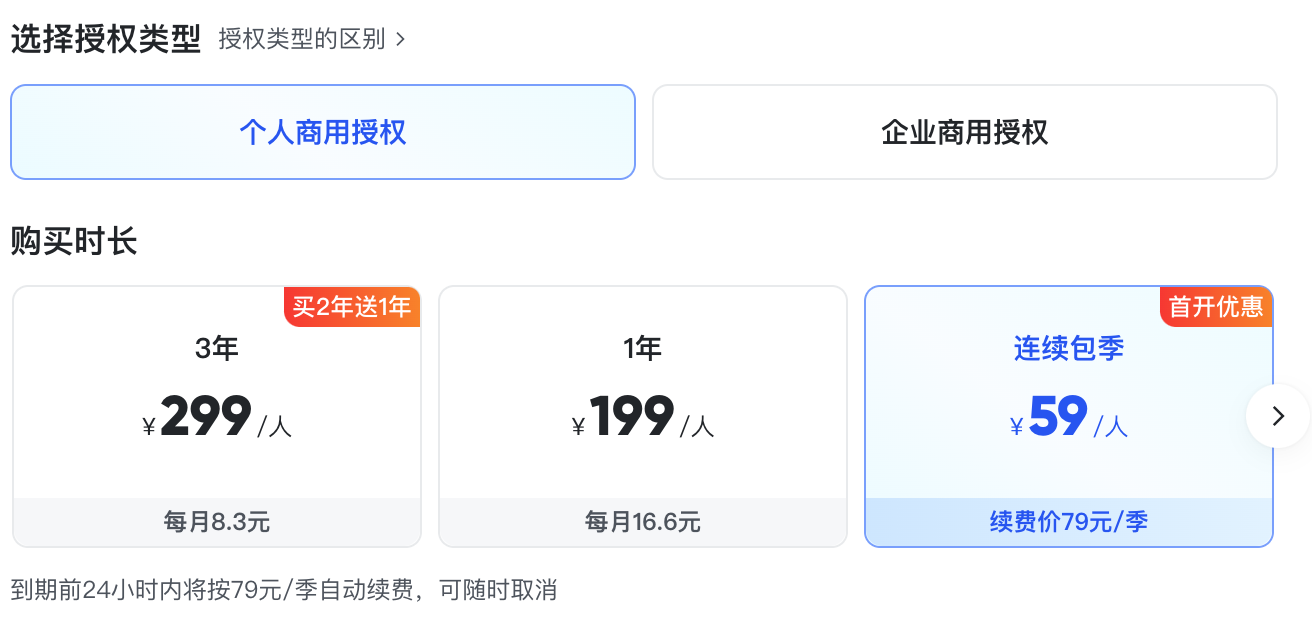 选择授权类型 授权类型的区别 >
个人商用授权
企业商用授权
购买时长
买2年送1年
3年
¥299/人
每月8.3元
1年
¥199/人
每月16.6元
首开优惠
连续包季
¥59/人
续费价79元/季
到期前24小时内将按79元/季自动续费，可随时取消